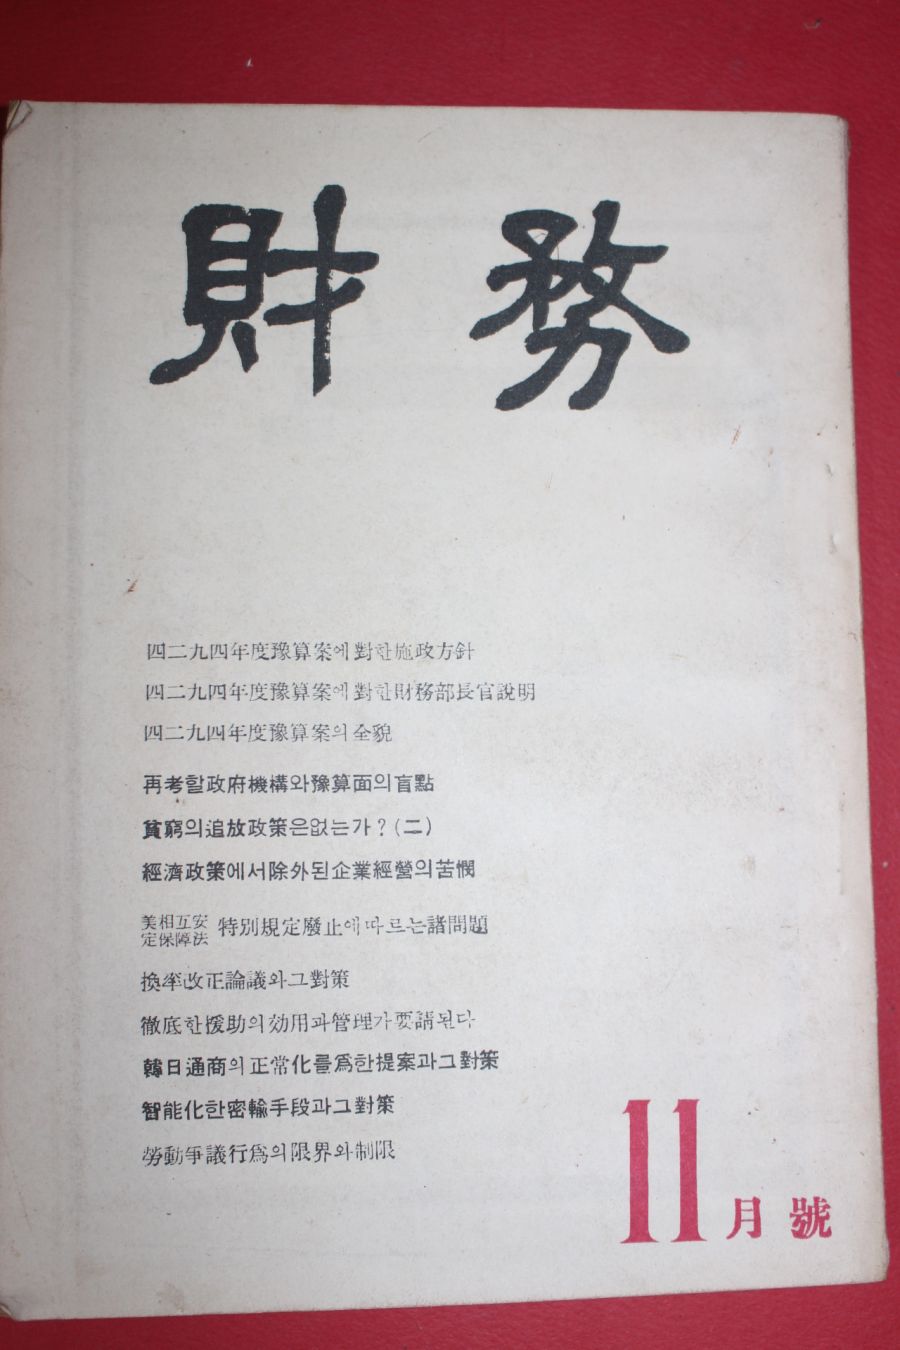 財務
四二九四年度豫算案에對한施政方針
四二九四年度豫算案에對한財務部長官說明
四二九四年度豫算案의全貌
再考할政府機構와豫算面의盲點
貧窮의追放政策은없는가?(二)
經濟政策에서除外된企業經營의苦憫
美相互安
定保障法 特別規定廢止에따르는諸問題
換率改正論議와그對策
徹底한援助의効用과管理가要請된다
韓日通商의正常化를爲한提案과그對策
智能化한密輸手段과그對策
勞動爭議行爲의限界와制限
11月號